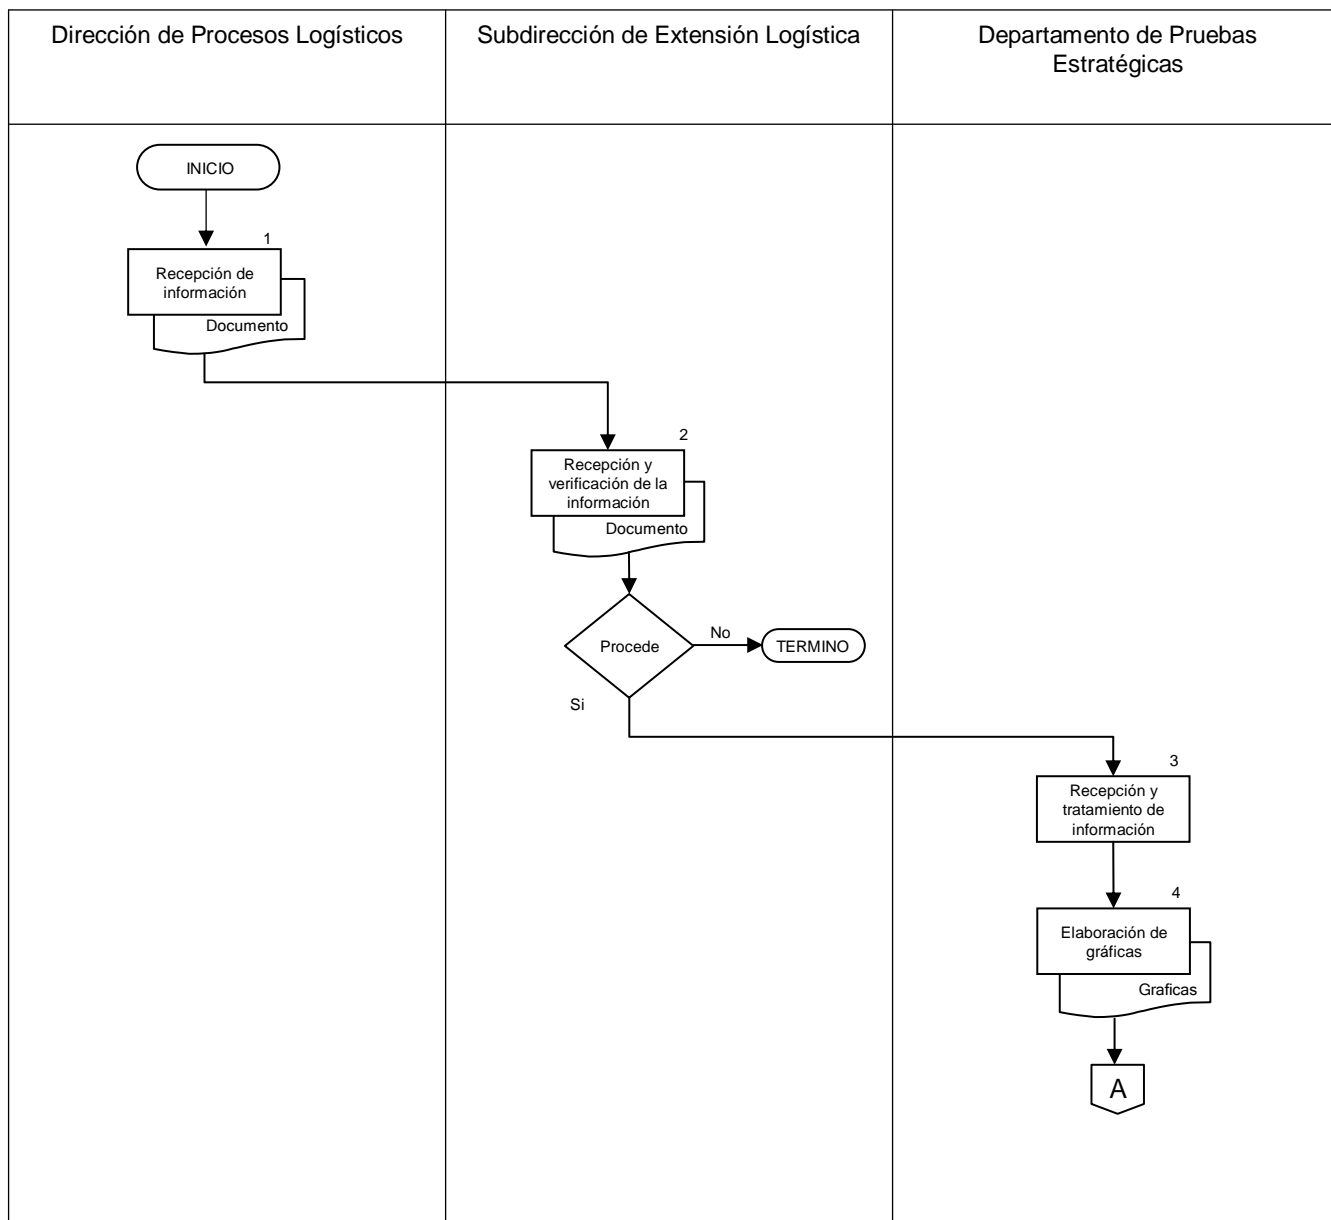 Dirección de Procesos Logísticos
Subdirección de Extensión Logística
Departamento de Pruebas
Estratégicas
INICIO
1
Recepción de
información
Documento
2
Recepción y
verificación de la
información
Documento
Procede
No
TERMINO
Si
3
Recepción y
tratamiento de
información
4
Elaboración de
gráficas
Graficas
A